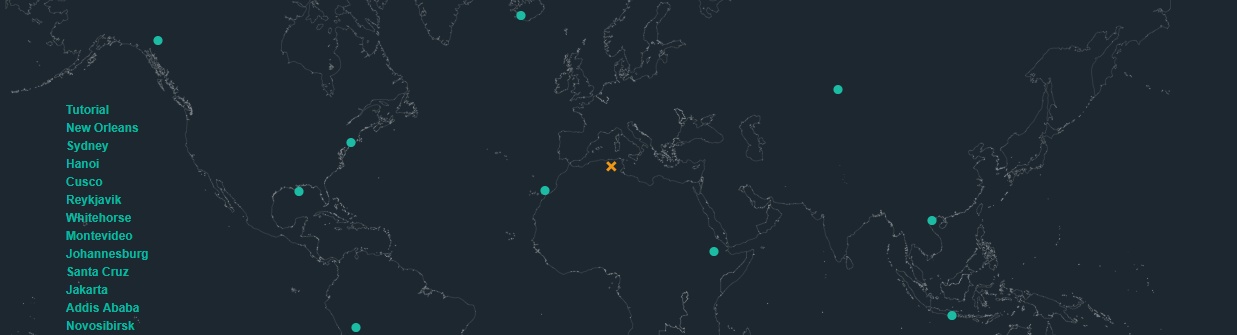 Tutorial
New Orleans
Sydney
Hanoi
Cusco
Reykjavik
Whitehorse
Montevideo
Johannesburg
Santa Cruz
Jakarta
Addis Ababa
Novosibirsk